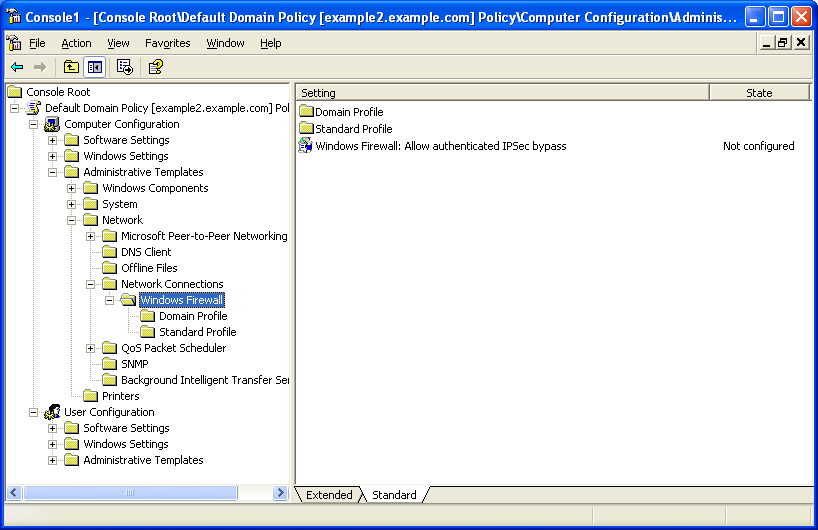 Console1 - [Console Root\Default Domain Policy [example2.example.com] Policy\Computer Configuration\Adminis...
File Action View Favorites Window Help
Console Root
Default Domain Policy [example2.example.com] Pol
Computer Configuration
Software Settings
Windows Settings
Administrative Templates
Windows Components
System
Network
Microsoft Peer-to-Peer Networking
DNS Client
Offline Files
Network Connections
Windows Firewall
Domain Profile
Standard Profile
QoS Packet Scheduler
SNMP
Background Intelligent Transfer Ser
Printers
User Configuration
Software Settings
Windows Settings
Administrative Templates
Setting State
Domain Profile
Standard Profile
Windows Firewall: Allow authenticated IPSec bypass Not configured
Extended Standard